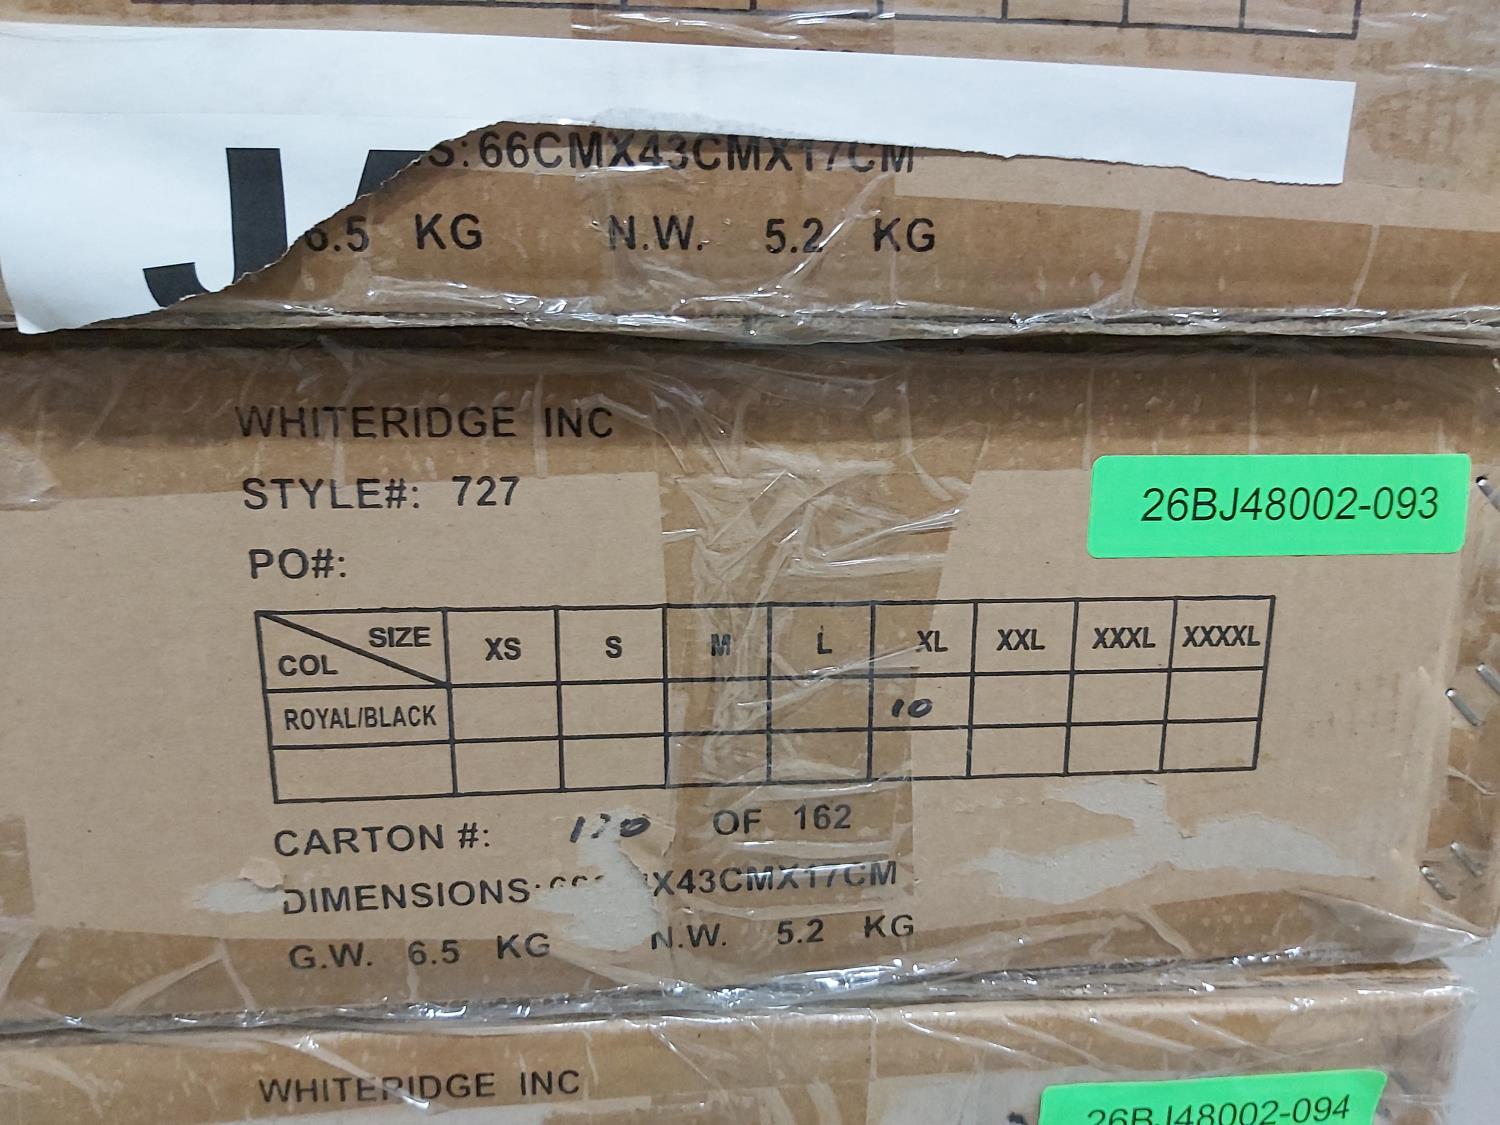 S:66CMX43CMX17CM
6.5 KG N.W. 5.2 KG
WHITERIDGE INC
STYLE#: 727
26BJ48002-093
PO#:
SIZE
COL XS S M L XL XXL XXXL XXXXL
ROYAL/BLACK 10
CARTON #: OF 162
DIMENSIONS: X43CMX17CM
G.W. 6.5 KG N.W. 5.2 KG
WHITERIDGE INC
26BJ48002-094